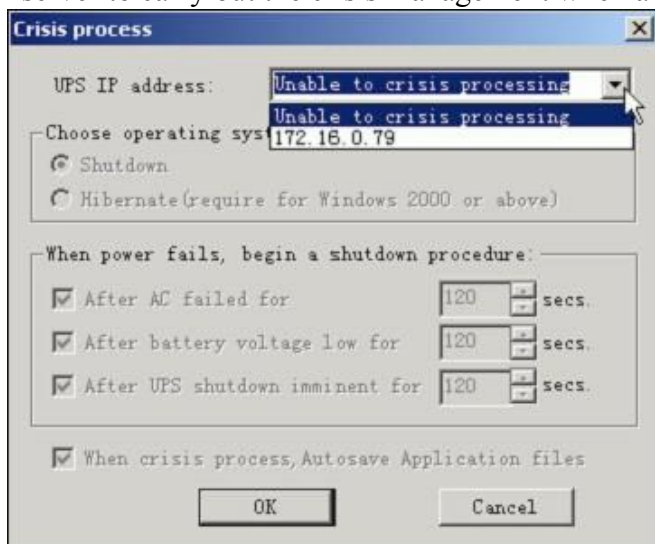 Crisis process
UPS IP address: Unable to crisis processing
Unable to crisis processing
172.16.0.79
Choose operating syst
Shutdown
Hibernate(require for Windows 2000 or above)
When power fails, begin a shutdown procedure:
After AC failed for 120 secs.
After battery voltage low for 120 secs.
After UPS shutdown imminent for 120 secs.
When crisis process,Autosave Application files
OK Cancel